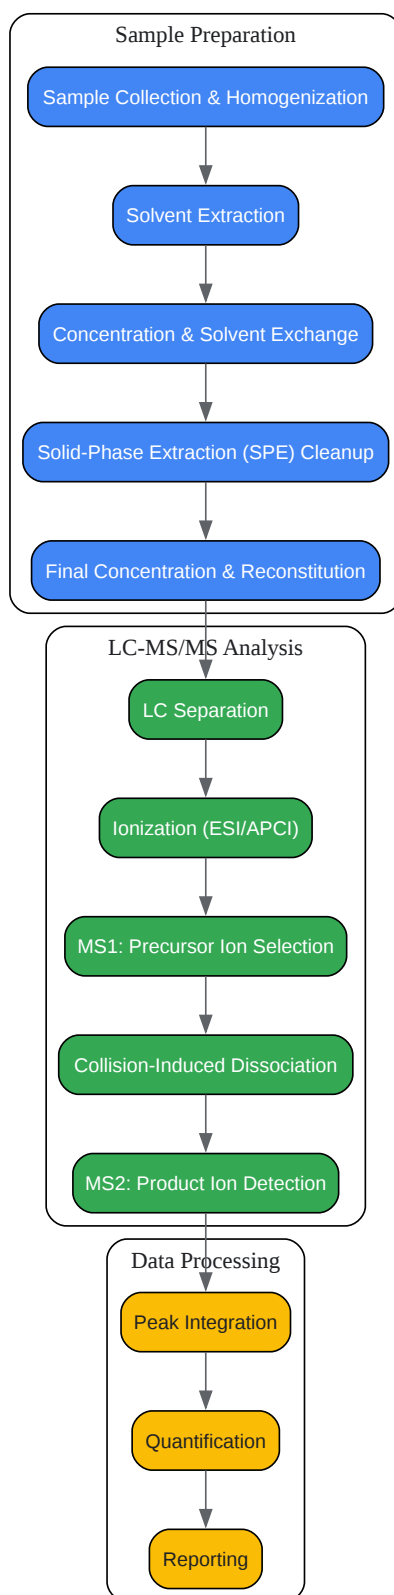 Sample Preparation
Sample Collection & Homogenization
Solvent Extraction
Concentration & Solvent Exchange
Solid-Phase Extraction (SPE) Cleanup
Final Concentration & Reconstitution
LC-MS/MS Analysis
LC Separation
Ionization (ESI/APCI)
MS1: Precursor Ion Selection
Collision-Induced Dissociation
MS2: Product Ion Detection
Data Processing
Peak Integration
Quantification
Reporting